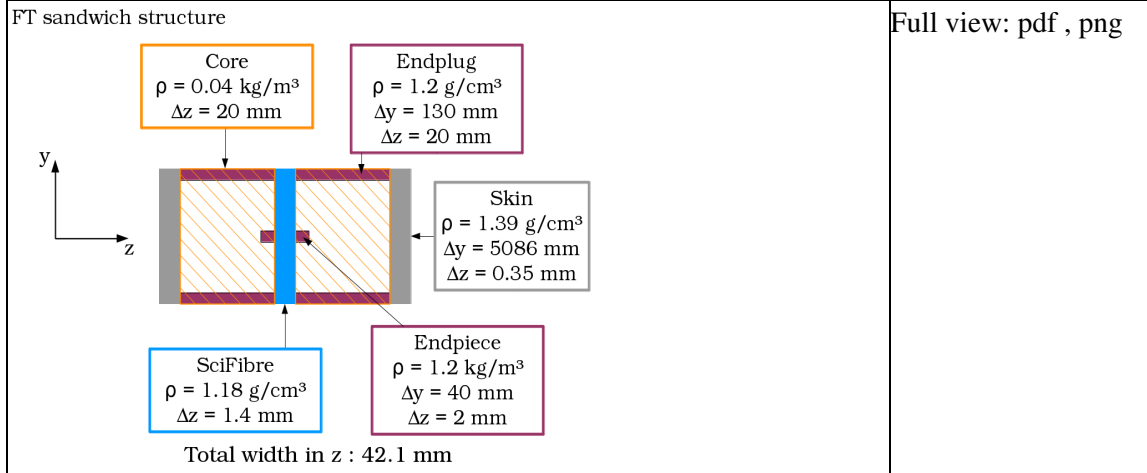 FT sandwich structure
Full view: pdf , png
Core
ρ = 0.04 kg/m³
Δz = 20 mm
Endplug
ρ = 1.2 g/cm³
Δy = 130 mm
Δz = 20 mm
y
z
Skin
ρ = 1.39 g/cm³
Δy = 5086 mm
Δz = 0.35 mm
SciFibre
ρ = 1.18 g/cm³
Δz = 1.4 mm
Endpiece
ρ = 1.2 kg/m³
Δy = 40 mm
Δz = 2 mm
Total width in z : 42.1 mm